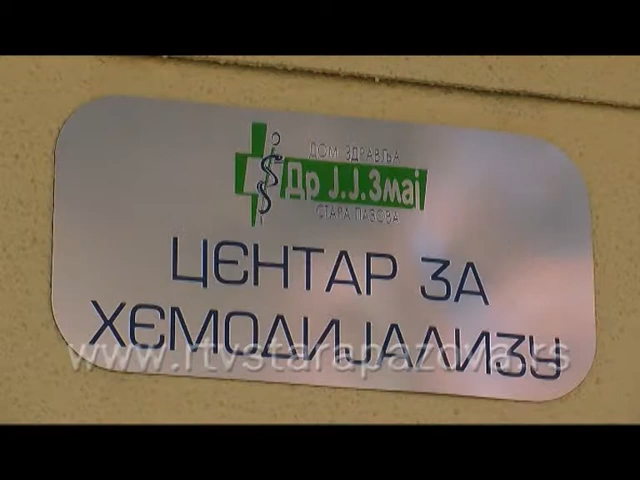 ДОМ ЗДРАВЉА
Др Ј.Ј.Змај
СТАРА ПАЗОВА
ЦЕНТАР ЗА
ХЕМОДИЈАЛИЗУ
www.rtvstarapazova.rs